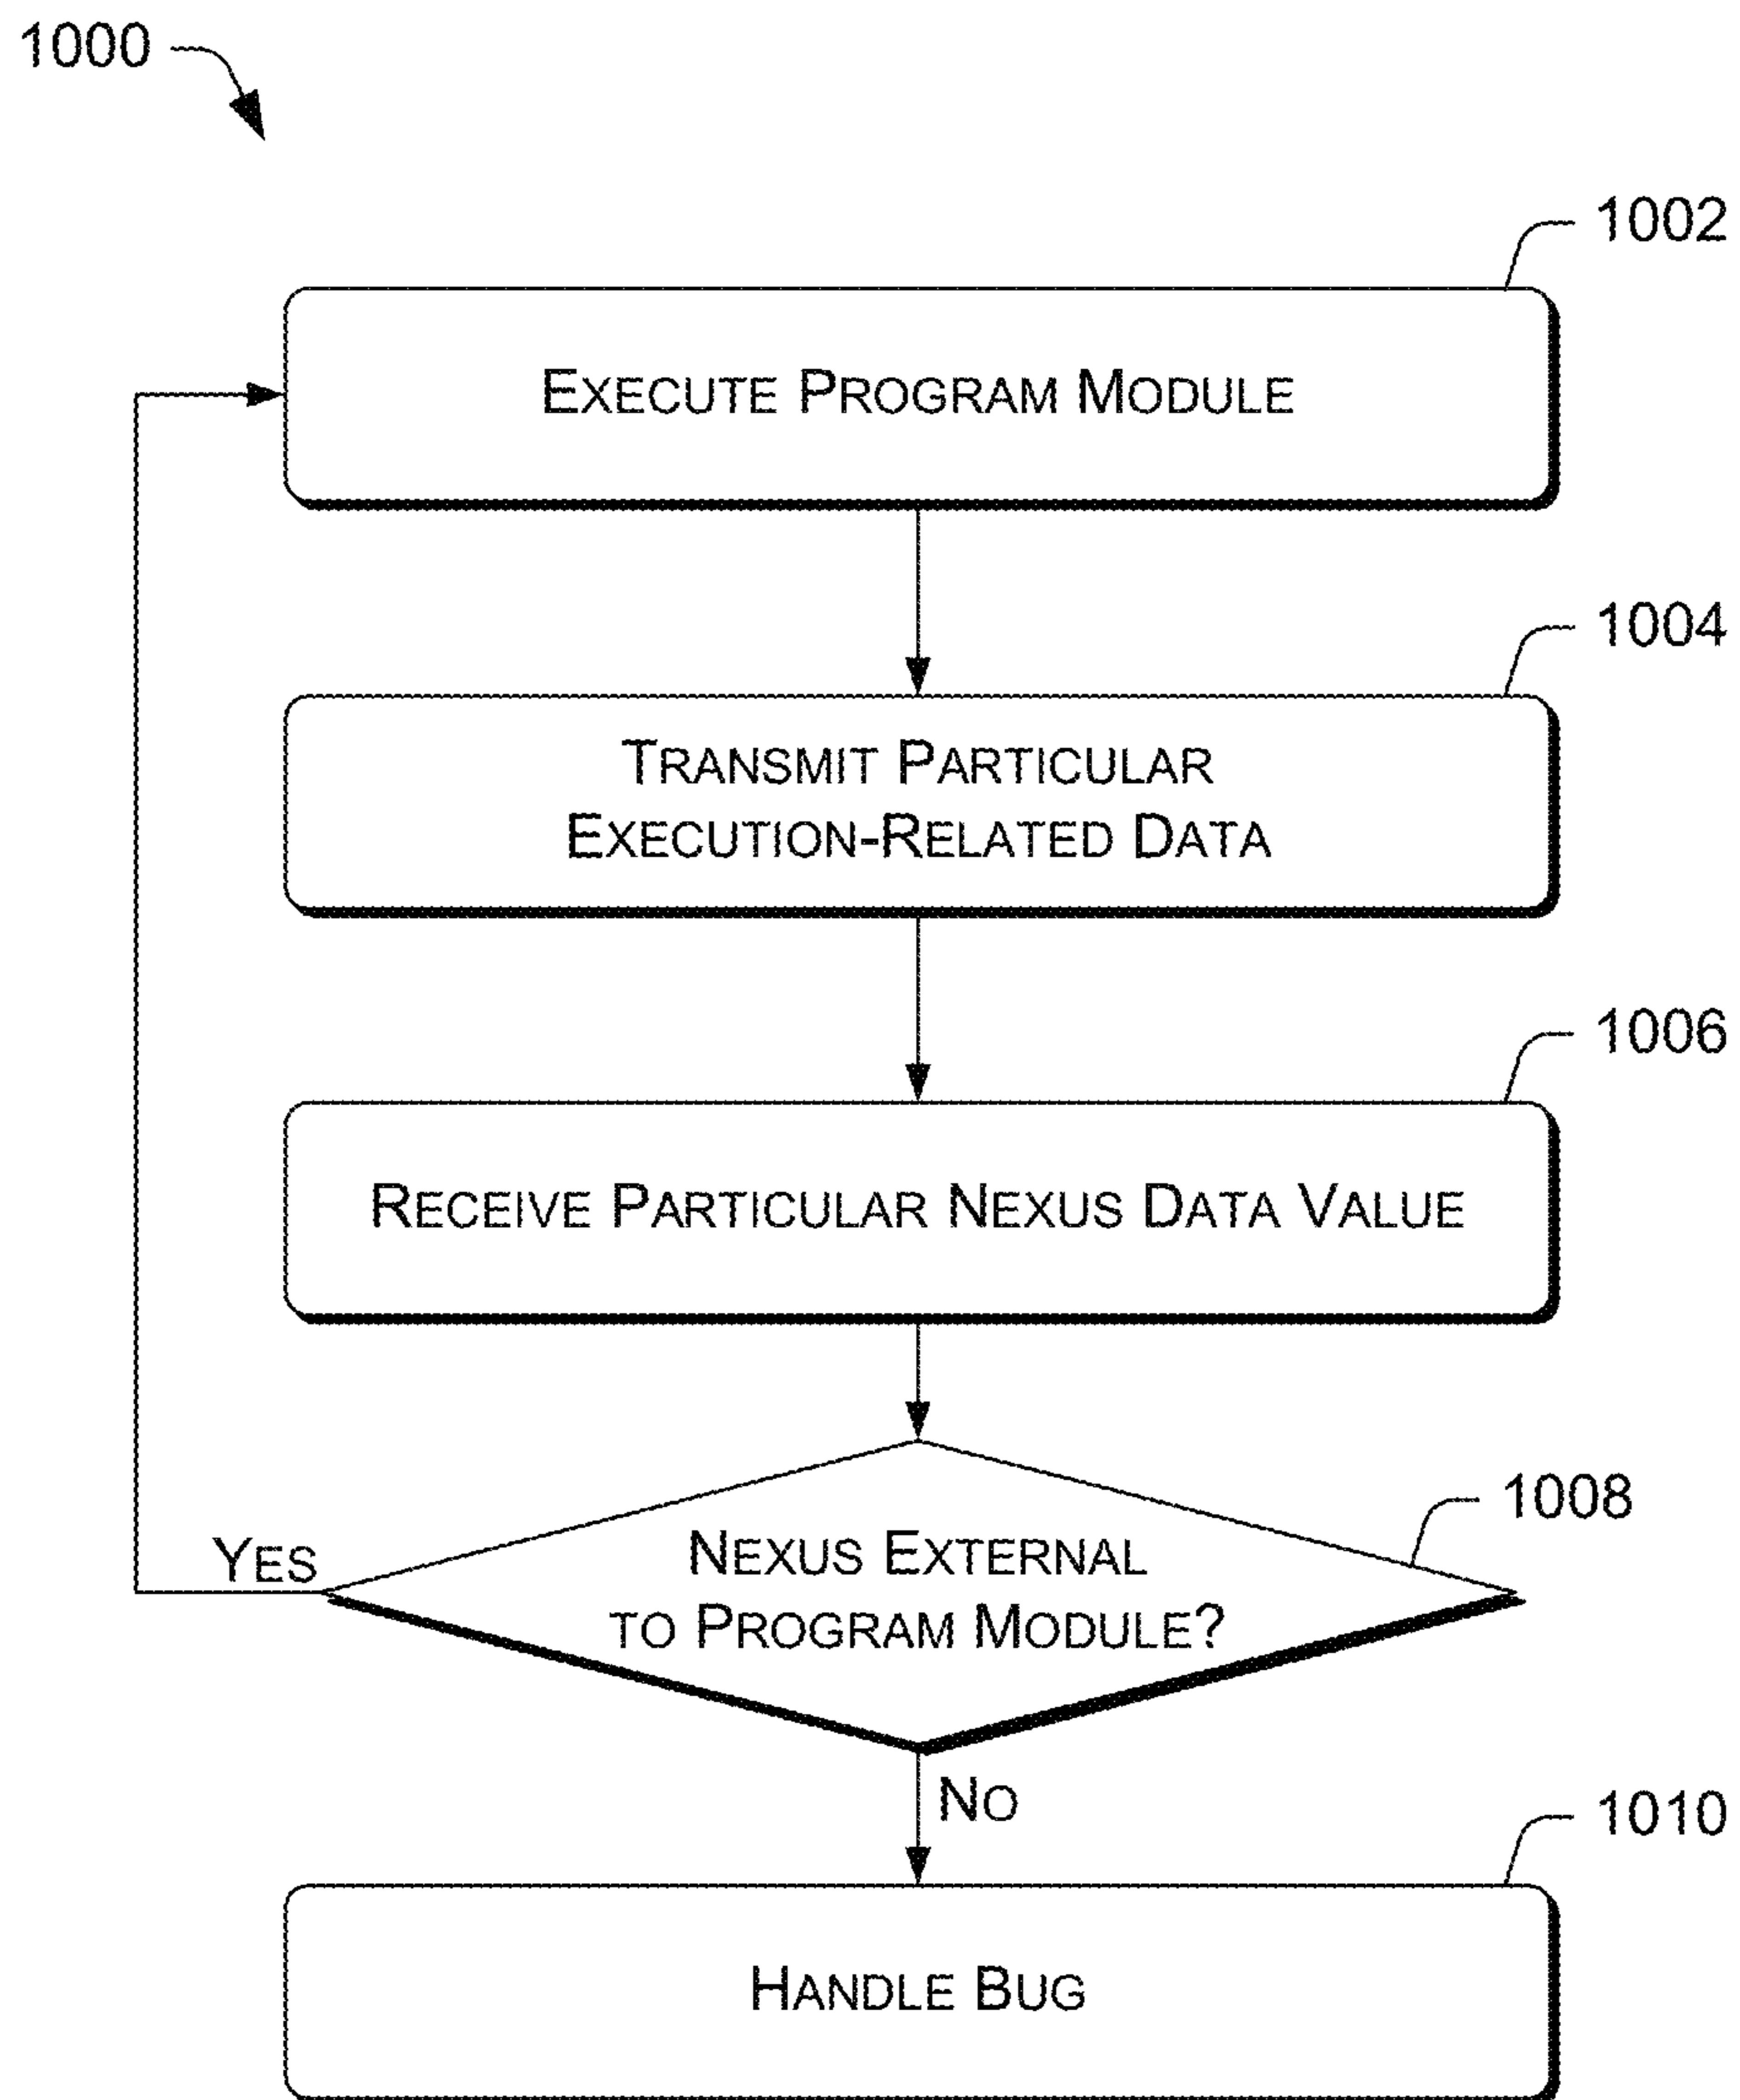 1000
1002
EXECUTE PROGRAM MODULE
1004
TRANSMIT PARTICULAR
EXECUTION-RELATED DATA
1006
RECEIVE PARTICULAR NEXUS DATA VALUE
1008
NEXUS EXTERNAL
TO PROGRAM MODULE?
YES
NO
1010
HANDLE BUG